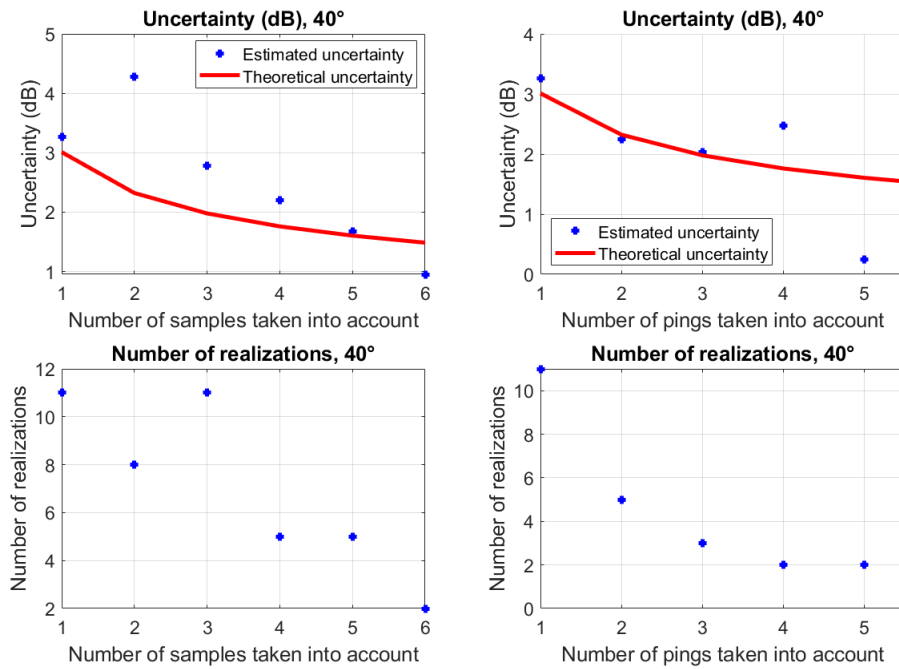 Uncertainty (dB), 40°
5
4
3
2
1
Uncertainty (dB)
Estimated uncertainty
Theoretical uncertainty
1 2 3 4 5 6
Number of samples taken into account
Uncertainty (dB), 40°
4
3
2
1
0
Uncertainty (dB)
Estimated uncertainty
Theoretical uncertainty
1 2 3 4 5
Number of pings taken into account
Number of realizations, 40°
12
10
8
6
4
2
Number of realizations
1 2 3 4 5 6
Number of samples taken into account
Number of realizations, 40°
10
8
6
4
2
0
Number of realizations
1 2 3 4 5
Number of pings taken into account